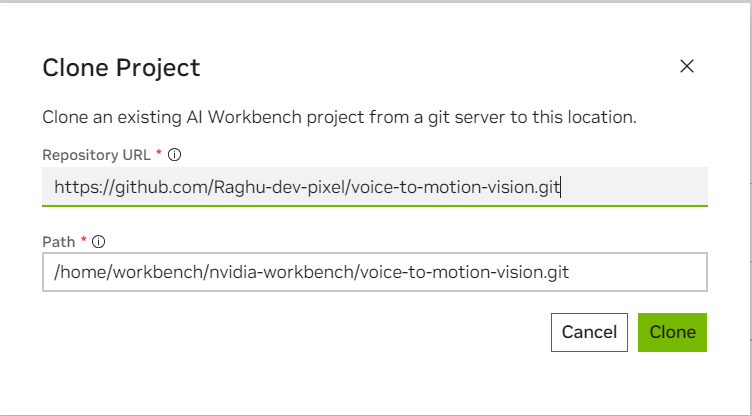 Clone Project
Clone an existing AI Workbench project from a git server to this location.
Repository URL *
https://github.com/Raghu-dev-pixel/voice-to-motion-vision.git
Path *
/home/workbench/nvidia-workbench/voice-to-motion-vision.git
Cancel Clone